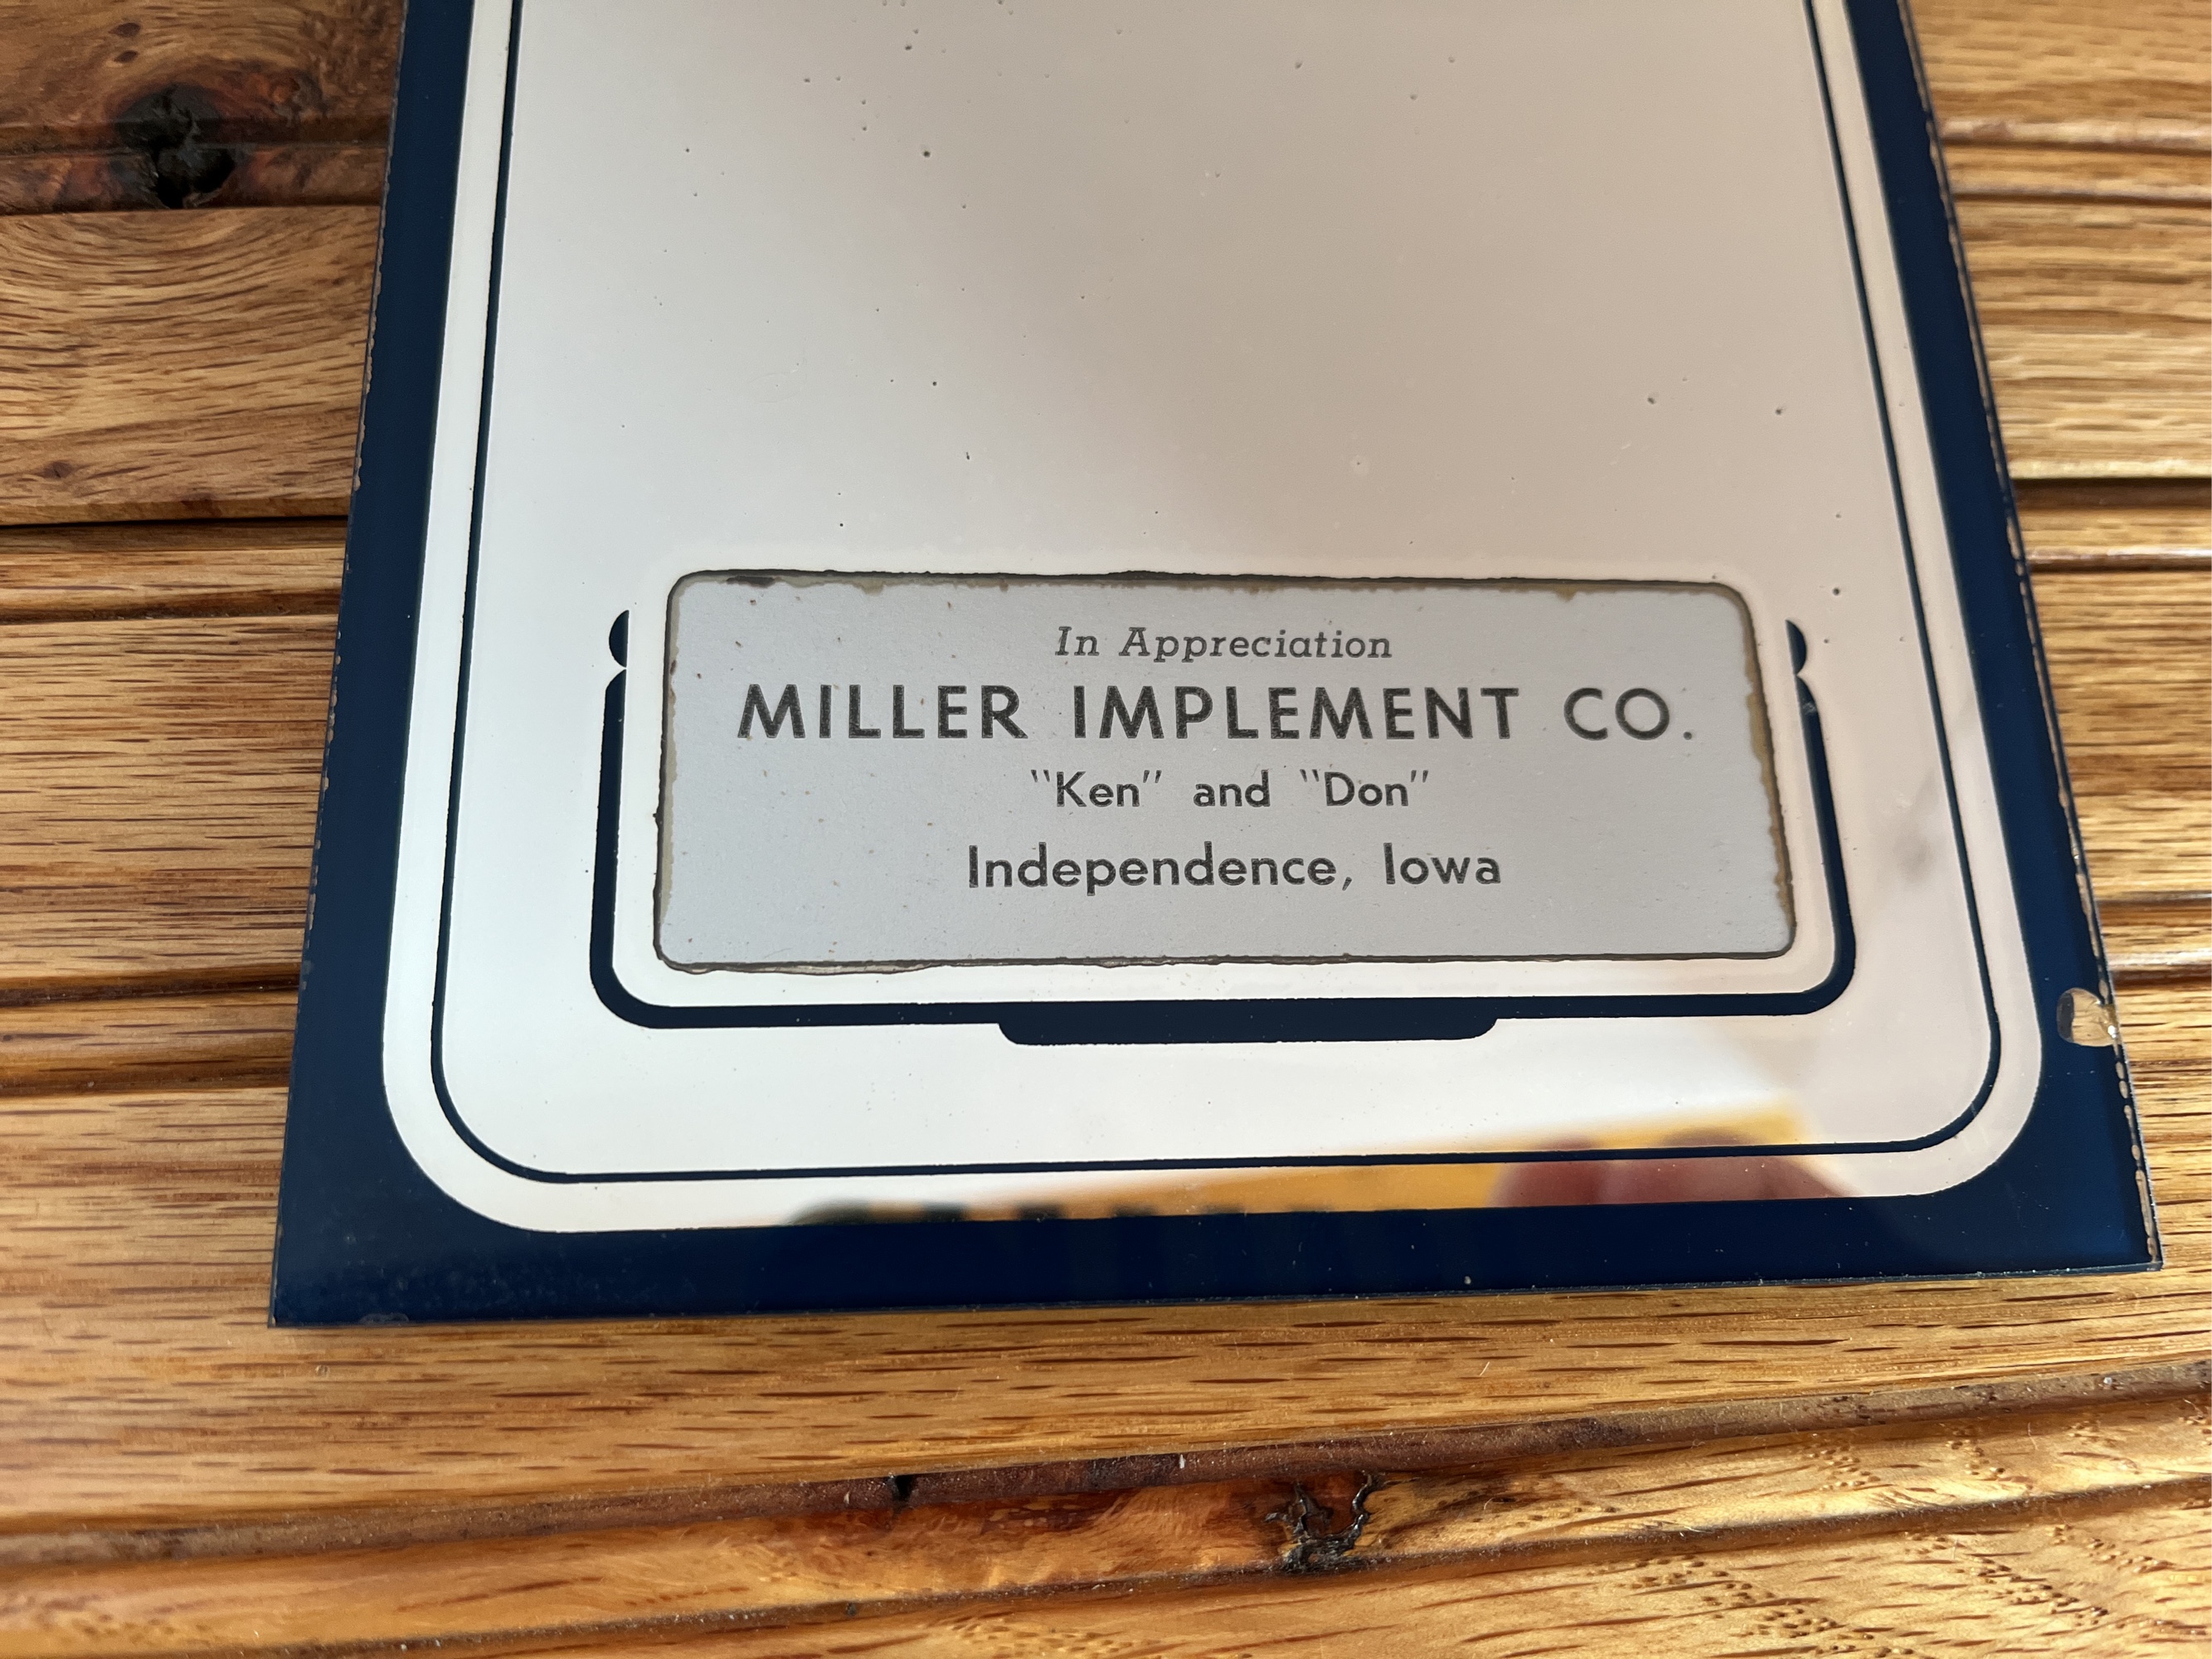 In Appreciation
MILLER IMPLEMENT CO.
"Ken" and "Don"
Independence, Iowa